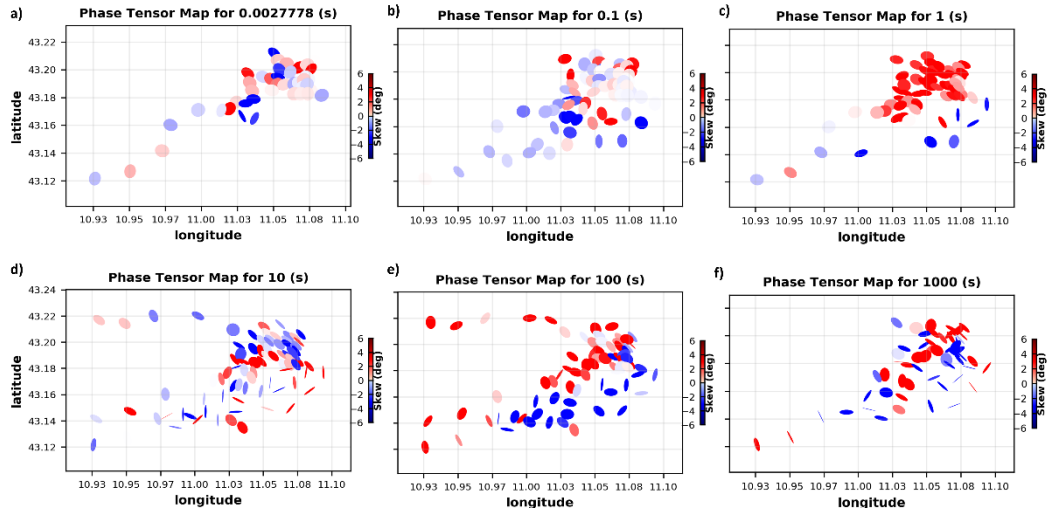 a)
Phase Tensor Map for 0.0027778 (s)
43.22
43.20
43.18
43.16
43.14
43.12
latitude
10.93 10.95 10.97 11.00 11.03 11.05 11.08 11.10
longitude
6
4
2
0
−2
−4
−6
Skew (deg)
b)
Phase Tensor Map for 0.1 (s)
10.93 10.95 10.97 11.00 11.03 11.05 11.08 11.10
longitude
6
4
2
0
−2
−4
−6
Skew (deg)
c)
Phase Tensor Map for 1 (s)
10.93 10.95 10.97 11.00 11.03 11.05 11.08 11.10
longitude
6
4
2
0
−2
−4
−6
Skew (deg)
d)
Phase Tensor Map for 10 (s)
43.24
43.22
43.20
43.18
43.16
43.14
43.12
latitude
10.93 10.95 10.97 11.00 11.03 11.05 11.08 11.10
longitude
6
4
2
0
−2
−4
−6
Skew (deg)
e)
Phase Tensor Map for 100 (s)
10.93 10.95 10.97 11.00 11.03 11.05 11.08 11.10
longitude
6
4
2
0
−2
−4
−6
Skew (deg)
f)
Phase Tensor Map for 1000 (s)
10.93 10.95 10.97 11.00 11.03 11.05 11.08 11.10
longitude
6
4
2
0
−2
−4
−6
Skew (deg)